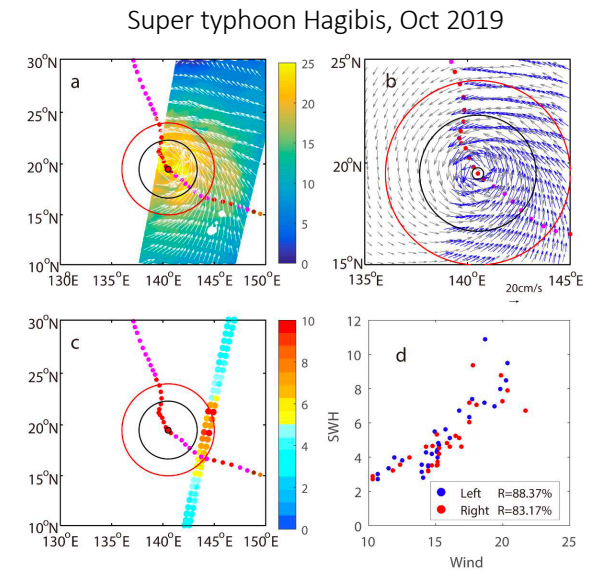 Super typhoon Hagibis, Oct 2019
a
30°N
25°N
20°N
15°N
10°N
130°E 135°E 140°E 145°E 150°E
25
20
15
10
5
0
b
25°N
20°N
15°N
135°E 140°E 145°E
20cm/s
c
30°N
25°N
20°N
15°N
10°N
130°E 135°E 140°E 145°E 150°E
10
8
6
4
2
0
d
SWH
12
10
8
6
4
2
0
10 15 20 25
Wind
Left R=88.37%
Right R=83.17%